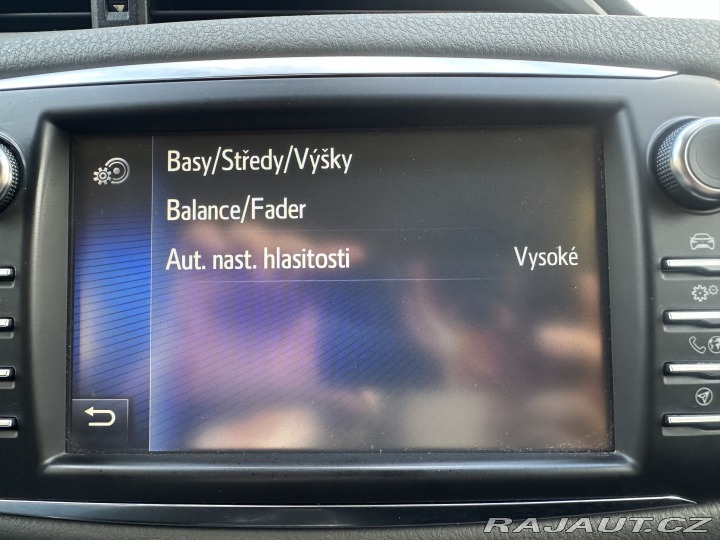 Basy/Středy/Výšky
Balance/Fader
Aut. nast. hlasitosti Vysoké
RAJAUT.CZ